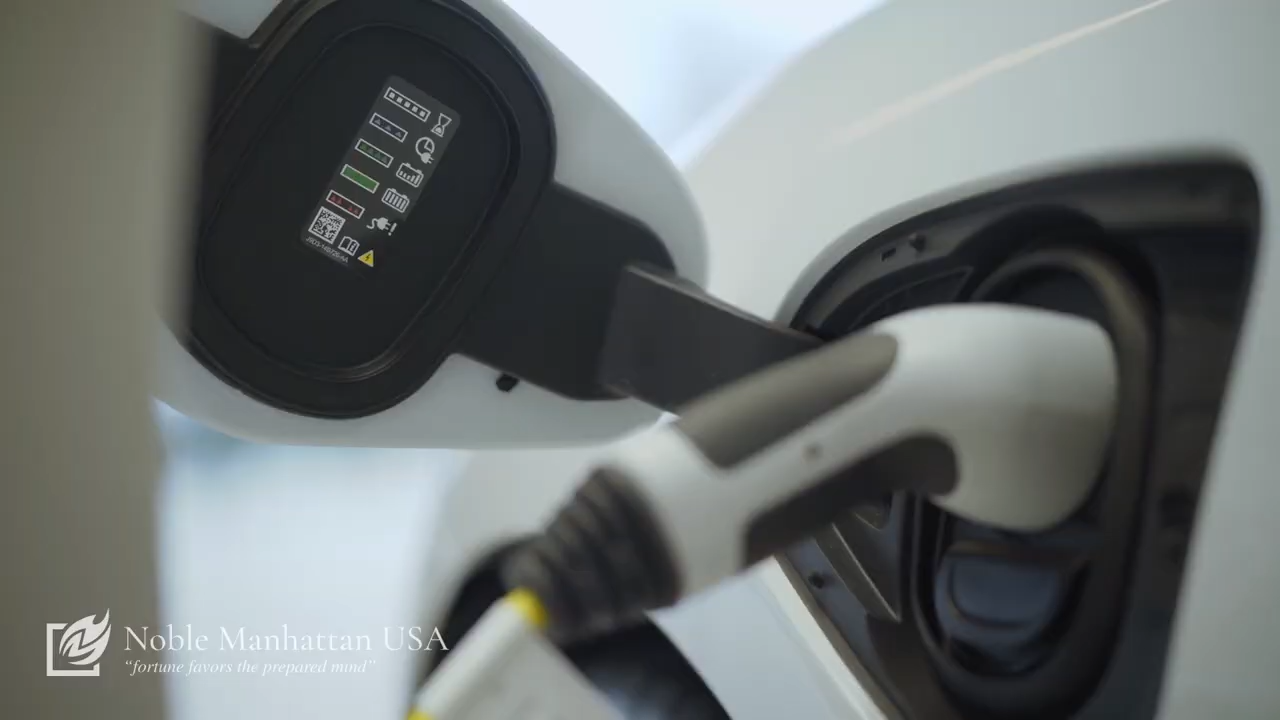 Noble Manhattan USA
“fortune favors the prepared mind”